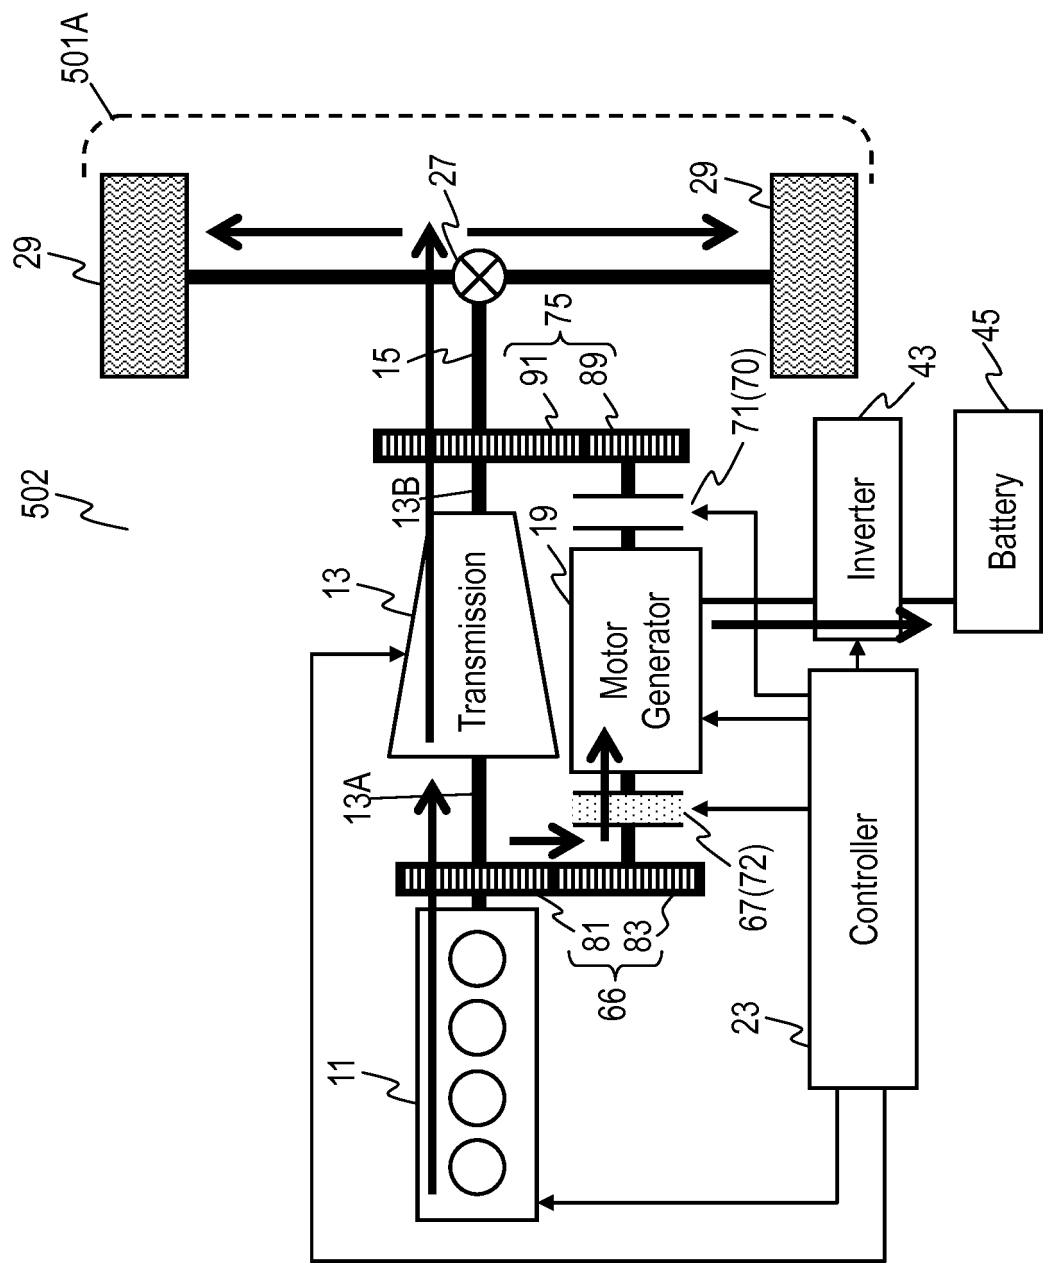 501A
29
27
29
15
75
91
89
45
43
71(70)
502
13B
19
Inverter
Battery
13
Transmission
Motor
Generator
13A
67(72)
Controller
81
83
66
23
11